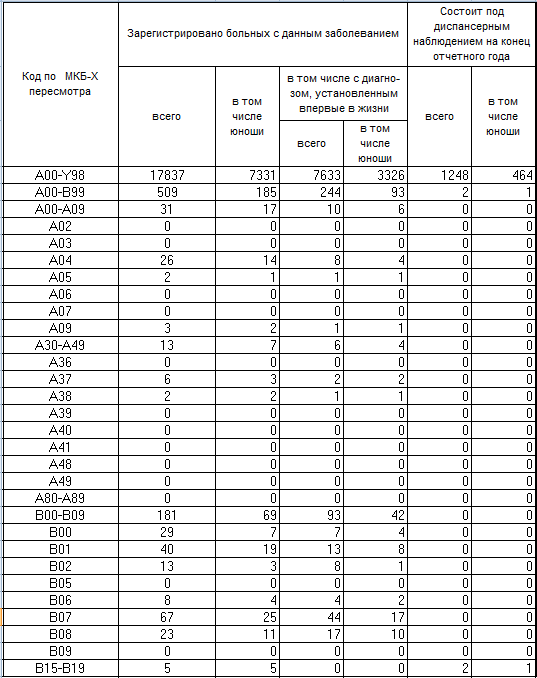 Код по МКБ-X
пересмотра
Зарегистрировано больных с данным заболеванием
Состоит под
диспансерным
наблюдением на конец
отчетного года
всего
в том
числе
юноши
в том числе с диагно-
зом, установленным
впервые в жизни
всего
в том
числе
юноши
всего
в том
числе
юноши
A00-Y98 17837 7331 7633 3326 1248 464
A00-B99 509 185 244 93 2 1
A00-A09 31 17 10 6 0 0
A02 0 0 0 0 0 0
A03 0 0 0 0 0 0
A04 26 14 8 4 0 0
A05 2 1 1 1 0 0
A06 0 0 0 0 0 0
A07 0 0 0 0 0 0
A09 3 2 1 1 0 0
A30-A49 13 7 6 4 0 0
A36 0 0 0 0 0 0
A37 6 3 2 2 0 0
A38 2 2 1 1 0 0
A39 0 0 0 0 0 0
A40 0 0 0 0 0 0
A41 0 0 0 0 0 0
A48 0 0 0 0 0 0
A49 0 0 0 0 0 0
A80-A89 0 0 0 0 0 0
B00-B09 181 69 93 42 0 0
B00 29 7 7 4 0 0
B01 40 19 13 8 0 0
B02 13 3 8 1 0 0
B05 0 0 0 0 0 0
B06 8 4 4 2 0 0
B07 67 25 44 17 0 0
B08 23 11 17 10 0 0
B09 0 0 0 0 0 0
B15-B19 5 5 0 0 2 1